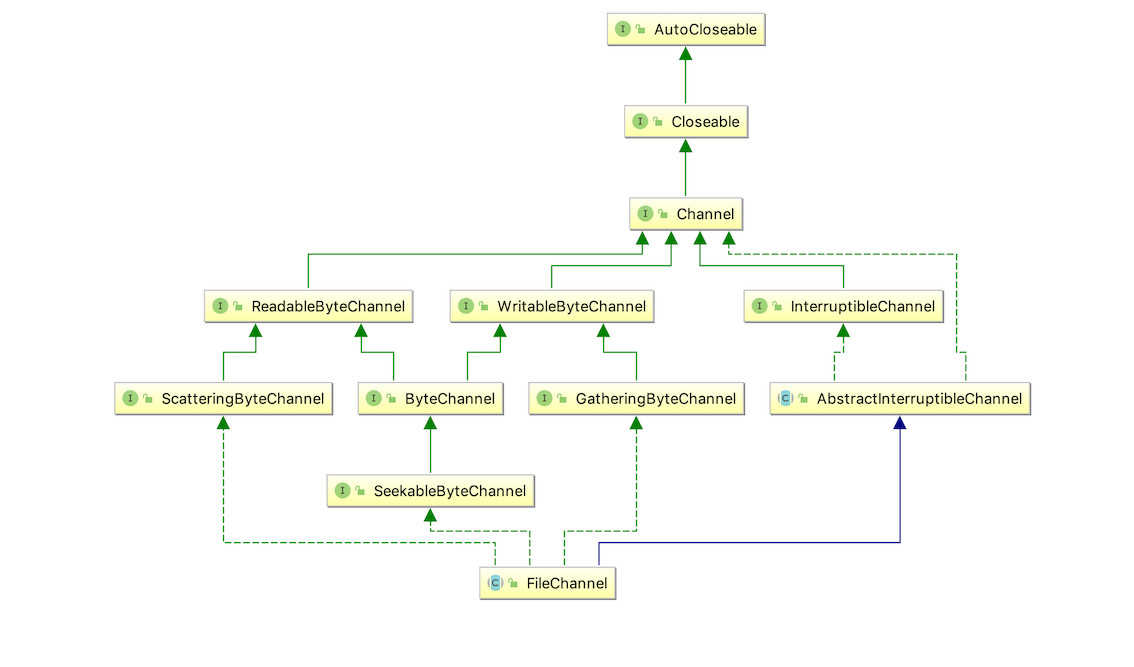 I AutoCloseable
I Closeable
I Channel
I ReadableByteChannel
I WritableByteChannel
I InterruptibleChannel
I ScatteringByteChannel
I ByteChannel
I GatheringByteChannel
C AbstractInterruptibleChannel
I SeekableByteChannel
C FileChannel